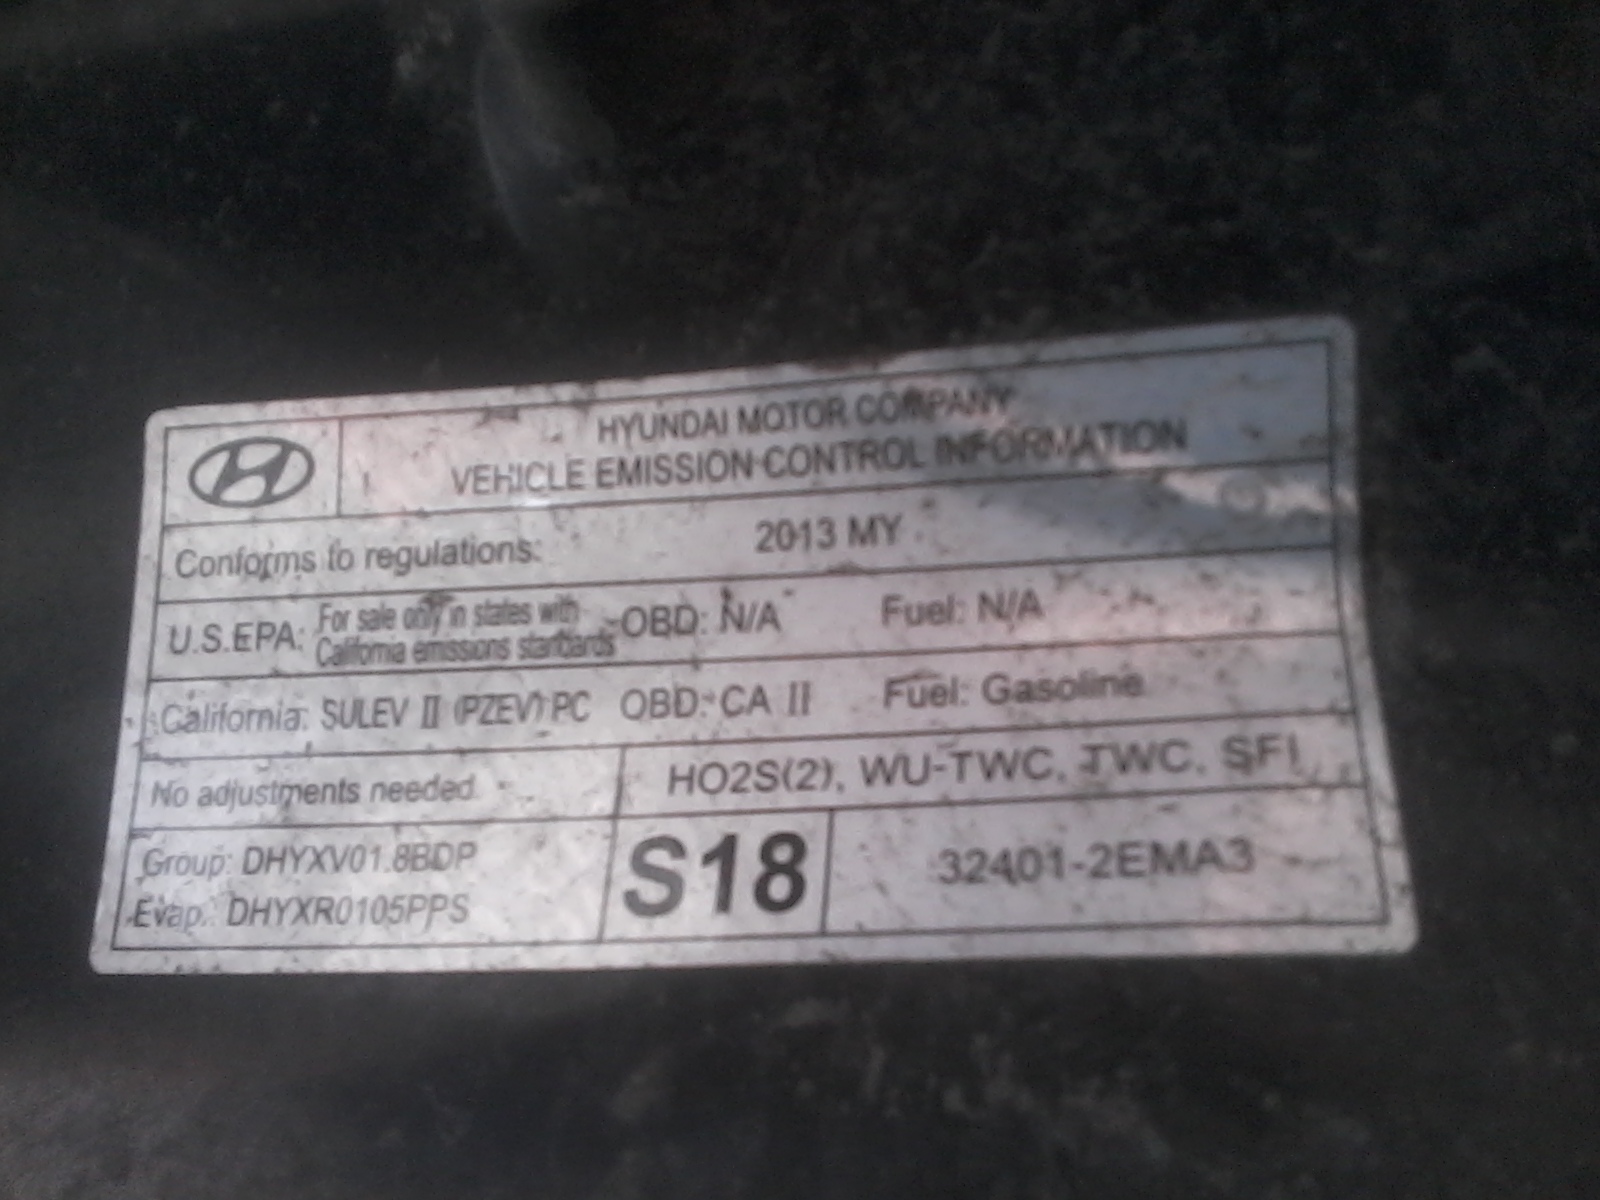 HYUNDAI MOTOR COMPANY
VEHICLE EMISSION CONTROL INFORMATION
Conforms to regulations: 2013 MY
U.S.EPA: For sale only in states with California emissions standards OBD: N/A Fuel: N/A
California: SULEV II (PZEV) PC OBD: CA II Fuel: Gasoline
No adjustments needed HO2S(2), WU-TWC, TWC, SFI
Group: DHYXV01.8BDP
Evap.: DHYXR0105PPS
S18
32401-2EMA3